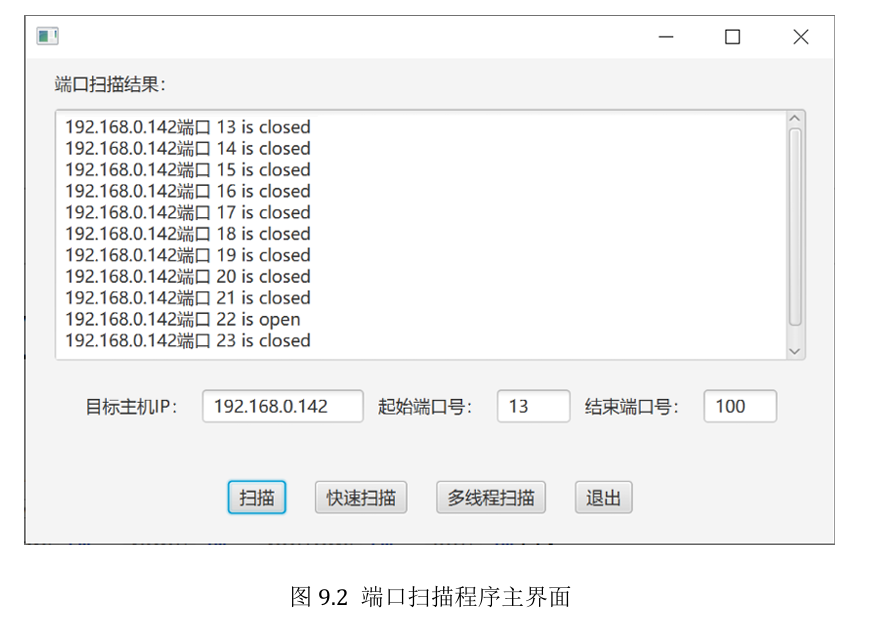 端口扫描结果：
192.168.0.142端口 13 is closed
192.168.0.142端口 14 is closed
192.168.0.142端口 15 is closed
192.168.0.142端口 16 is closed
192.168.0.142端口 17 is closed
192.168.0.142端口 18 is closed
192.168.0.142端口 19 is closed
192.168.0.142端口 20 is closed
192.168.0.142端口 21 is closed
192.168.0.142端口 22 is open
192.168.0.142端口 23 is closed
目标主机IP： 192.168.0.142 起始端口号： 13 结束端口号： 100
扫描 快速扫描 多线程扫描 退出
图 9.2 端口扫描程序主界面